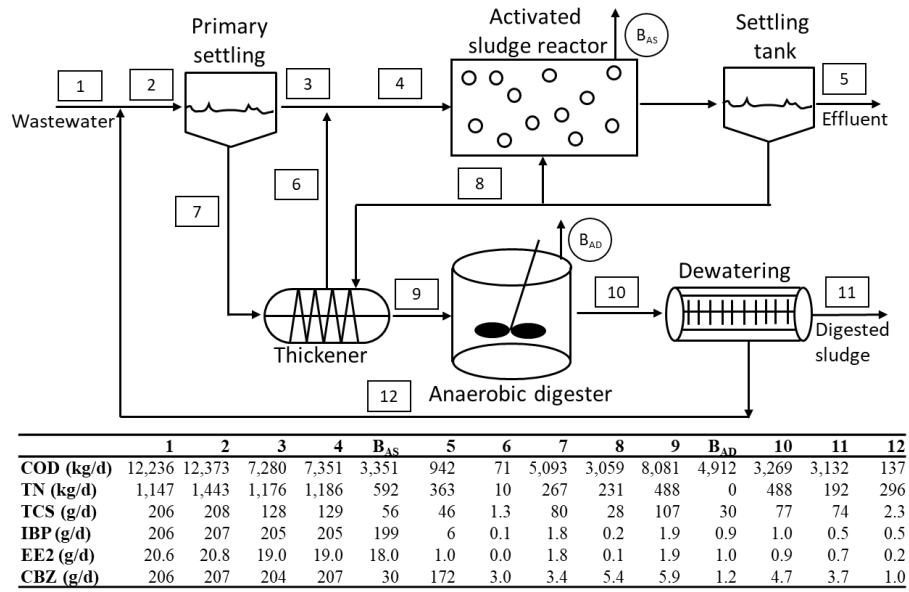 Primary
settling
Activated
sludge reactor
B_AS
Settling
tank
1
2
3
4
5
Wastewater
Effluent
6
7
8
B_AD
9
10
Dewatering
11
Thickener
Anaerobic digester
Digested
sludge
12
1 2 3 4 B_AS 5 6 7 8 9 B_AD 10 11 12
COD (kg/d) 12,236 12,373 7,280 7,351 3,351 942 71 5,093 3,059 8,081 4,912 3,269 3,132 137
TN (kg/d) 1,147 1,443 1,176 1,186 592 363 10 267 231 488 0 488 192 296
TCS (g/d) 206 208 128 129 56 46 1.3 80 28 107 30 77 74 2.3
IBP (g/d) 206 207 205 205 199 6 0.1 1.8 0.2 1.9 0.9 1.0 0.5 0.5
EE2 (g/d) 20.6 20.8 19.0 19.0 18.0 1.0 0.0 1.8 0.1 1.9 1.0 0.9 0.7 0.2
CBZ (g/d) 206 207 204 207 30 172 3.0 3.4 5.4 5.9 1.2 4.7 3.7 1.0